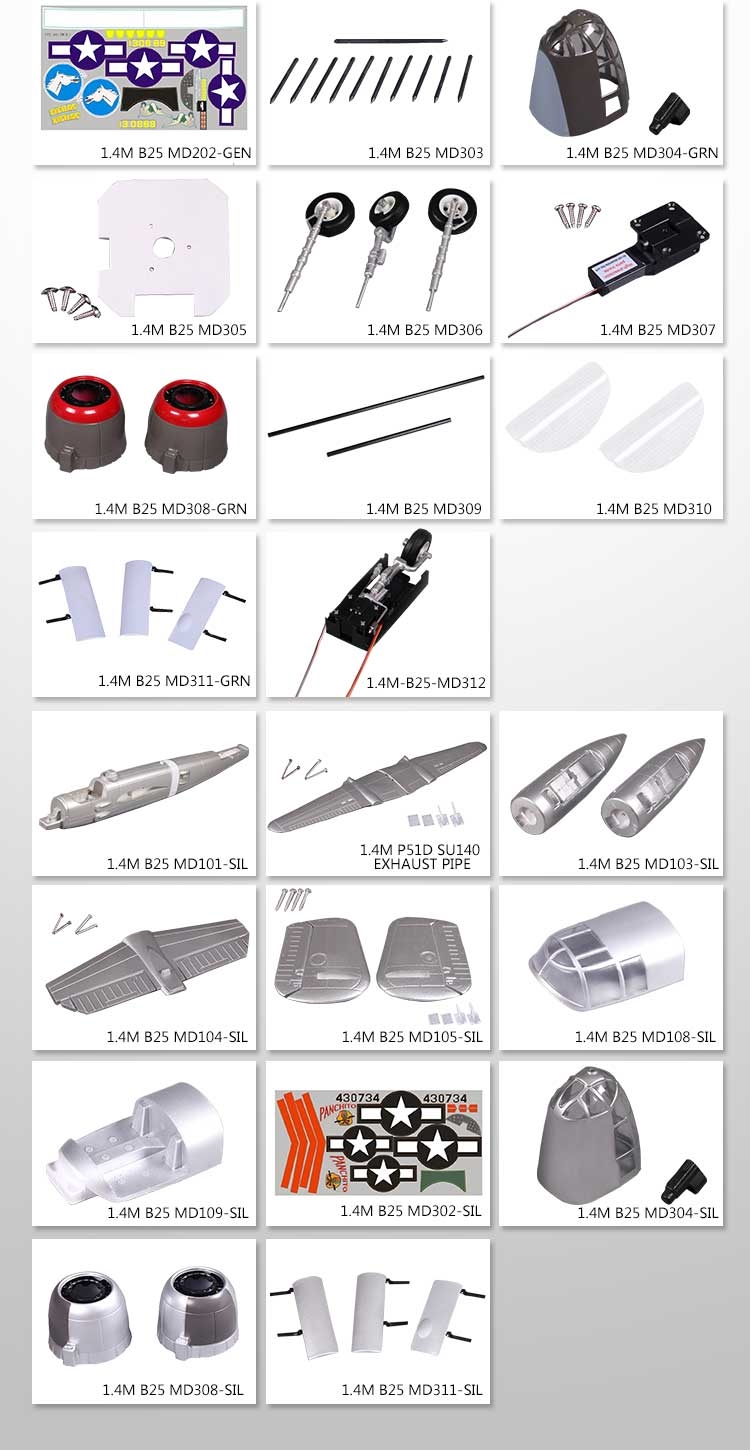 130889
130889
1.4M B25 MD202-GEN
1.4M B25 MD303
1.4M B25 MD304-GRN
1.4M B25 MD305
1.4M B25 MD306
1.4M B25 MD307
1.4M B25 MD308-GRN
1.4M B25 MD309
1.4M B25 MD310
1.4M B25 MD311-GRN
1.4M-B25-MD312
1.4M B25 MD101-SIL
1.4M P51D SU140
EXHAUST PIPE
1.4M B25 MD103-SIL
1.4M B25 MD104-SIL
1.4M B25 MD105-SIL
1.4M B25 MD108-SIL
1.4M B25 MD109-SIL
430734 430734
PANCHITO
PANCHITO
1.4M B25 MD302-SIL
1.4M B25 MD304-SIL
1.4M B25 MD308-SIL
1.4M B25 MD311-SIL